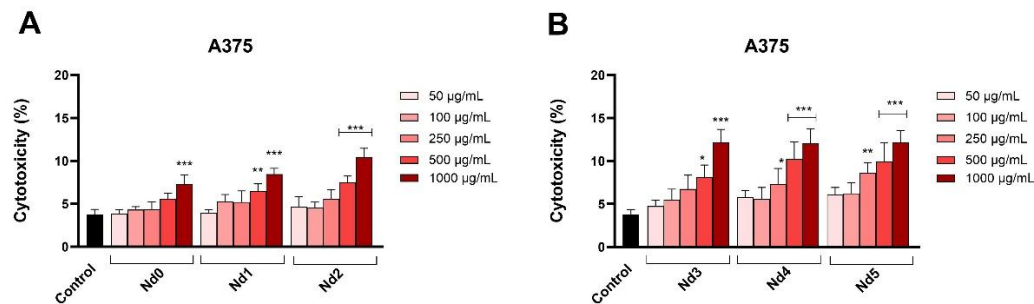 A
A375
Cytotoxicity (%)
20
15
10
5
0
***
**
***
***
Control
Nd0
Nd1
Nd2
50 µg/mL
100 µg/mL
250 µg/mL
500 µg/mL
1000 µg/mL
B
A375
Cytotoxicity (%)
20
15
10
5
0
*
***
*
***
**
***
Control
Nd3
Nd4
Nd5
50 µg/mL
100 µg/mL
250 µg/mL
500 µg/mL
1000 µg/mL